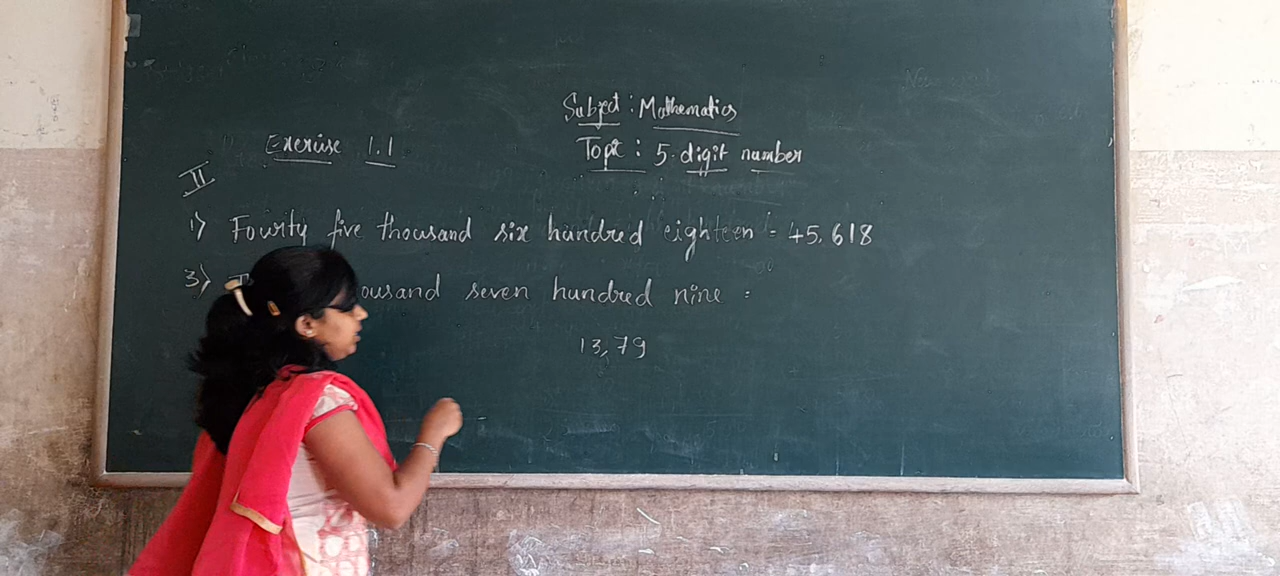 Subject : Mathematics
Exercise 1.1
Topic : 5-digit number
II
1) Fourty five thousand six hundred eighteen = 45,618
3) ousand seven hundred nine =
13,79